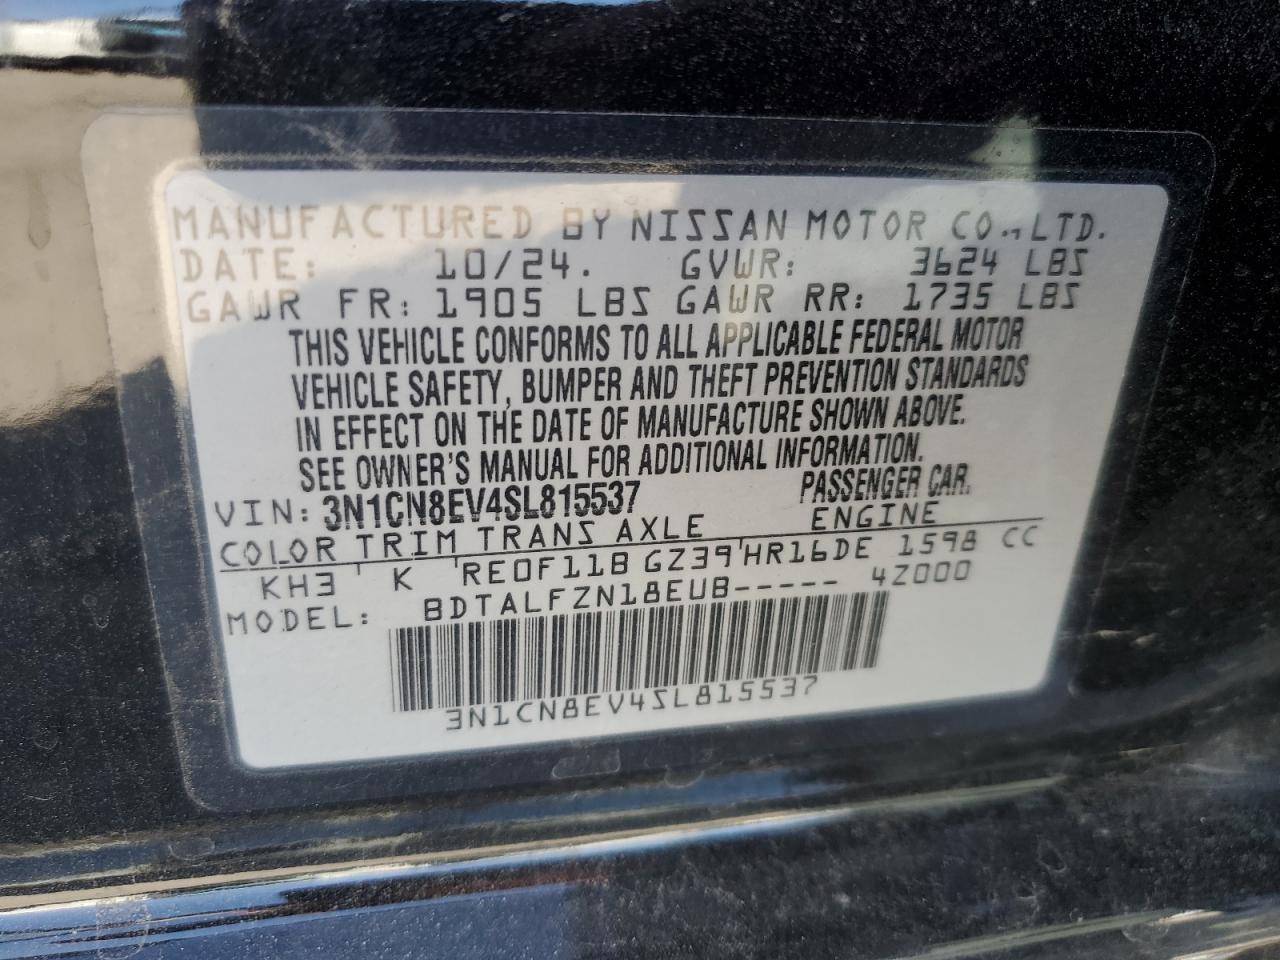 MANUFACTURED BY NISSAN MOTOR CO., LTD.
DATE: 10/24. GVWR: 3624 LBS
GAWR FR: 1905 LBS GAWR RR: 1735 LBS
THIS VEHICLE CONFORMS TO ALL APPLICABLE FEDERAL MOTOR
VEHICLE SAFETY, BUMPER AND THEFT PREVENTION STANDARDS
IN EFFECT ON THE DATE OF MANUFACTURE SHOWN ABOVE.
SEE OWNER'S MANUAL FOR ADDITIONAL INFORMATION.
VIN: 3N1CN8EV4SL815537 PASSENGER CAR.
COLOR TRIM TRANS AXLE ENGINE
KH3 K RE0F11B GZ39 HR16DE 1598 CC
MODEL: BDTALFZN18EUB----- 4Z000
3N1CN8EV4SL815537